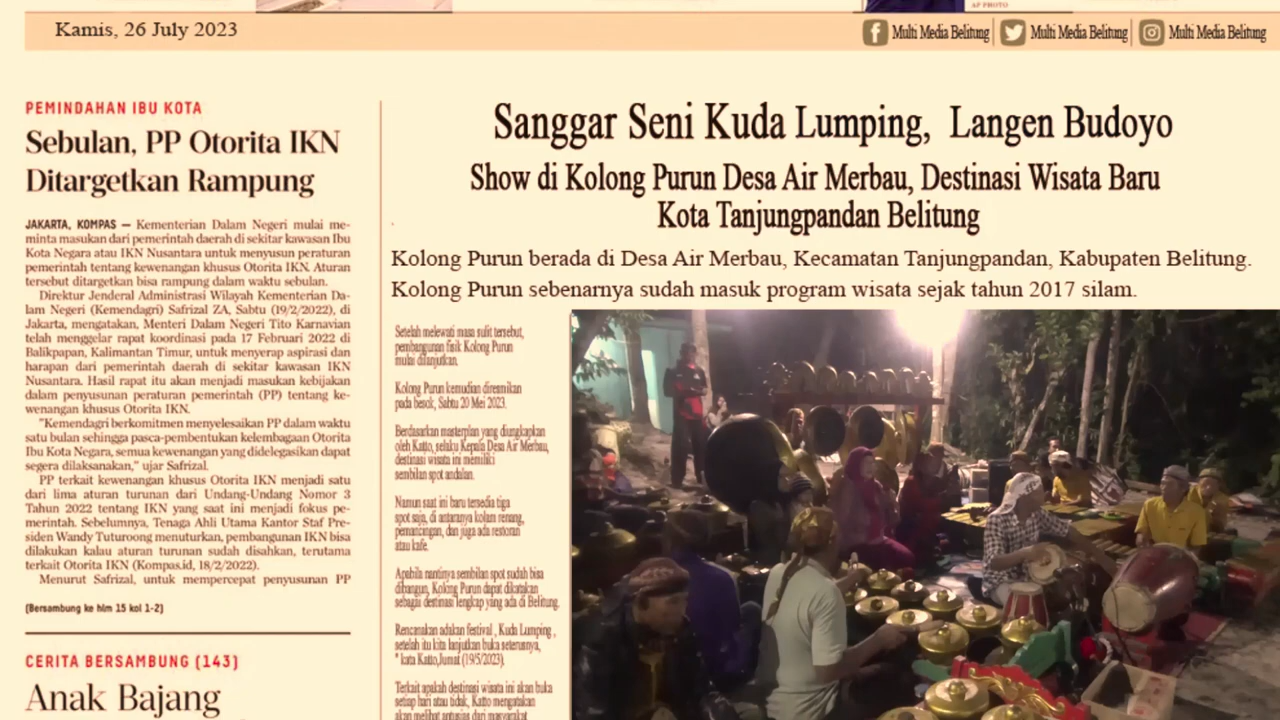 AP PHOTO
Kamis, 26 July 2023
Multi Media Belitung
Multi Media Belitung
Multi Media Belitung
PEMINDAHAN IBU KOTA
Sebulan, PP Otorita IKN
Ditargetkan Rampung
JAKARTA, KOMPAS — Kementerian Dalam Negeri mulai me-
minta masukan dari pemerintah daerah di sekitar kawasan Ibu
Kota Negara atau IKN Nusantara untuk menyusun peraturan
pemerintah tentang kewenangan khusus Otorita IKN. Aturan
tersebut ditargetkan bisa rampung dalam waktu sebulan.
Direktur Jenderal Administrasi Wilayah Kementerian Da-
lam Negeri (Kemendagri) Safrizal ZA, Sabtu (19/2/2022), di
Jakarta, mengatakan, Menteri Dalam Negeri Tito Karnavian
telah menggelar rapat koordinasi pada 17 Februari 2022 di
Balikpapan, Kalimantan Timur, untuk menyerap aspirasi dan
harapan dari pemerintah daerah di sekitar kawasan IKN
Nusantara. Hasil rapat itu akan menjadi masukan kebijakan
dalam penyusunan peraturan pemerintah (PP) tentang ke-
wenangan khusus Otorita IKN.
"Kemendagri berkomitmen menyelesaikan PP dalam waktu
satu bulan sehingga pasca-pembentukan kelembagaan Otorita
Ibu Kota Negara, semua kewenangan yang didelegasikan dapat
segera dilaksanakan," ujar Safrizal.
PP terkait kewenangan khusus Otorita IKN menjadi satu
dari lima aturan turunan dari Undang-Undang Nomor 3
Tahun 2022 tentang IKN yang saat ini menjadi fokus pe-
merintah. Sebelumnya, Tenaga Ahli Utama Kantor Staf Pre-
siden Wandy Tuturoong menuturkan, pembangunan IKN bisa
dilakukan kalau aturan turunan sudah disahkan, terutama
terkait Otorita IKN (Kompas.id, 18/2/2022).
Menurut Safrizal, untuk mempercepat penyusunan PP
(Bersambung ke hlm 15 kol 1-2)
CERITA BERSAMBUNG (143)
Anak Bajang
Sanggar Seni Kuda Lumping, Langen Budoyo
Show di Kolong Purun Desa Air Merbau, Destinasi Wisata Baru
Kota Tanjungpandan Belitung
Kolong Purun berada di Desa Air Merbau, Kecamatan Tanjungpandan, Kabupaten Belitung.
Kolong Purun sebenarnya sudah masuk program wisata sejak tahun 2017 silam.
Setelah melewati masa sulit tersebut,
pembangunan fisik Kolong Purun
mulai dilanjutkan.
Kolong Purun kemudian diresmikan
pada besok, Sabtu 20 Mei 2023.
Berdasarkan masterplan yang diungkapkan
oleh Katto, selaku Kepala Desa Air Merbau,
destinasi wisata ini memiliki
sembilan spot andalan.
Namun saat ini baru tersedia tiga
spot saja, di antaranya kolam renang,
pemancingan, dan juga ada restoran
atau kafe.
Apabila nantinya sembilan spot sudah bisa
dibangun, Kolong Purun dapat dikatakan
sebagai destinasi lengkap yang ada di Belitung.
Rencanakan adakan festival , Kuda Lumping ,
setelah itu kita lanjutkan buka seterusnya,
" kata Katto,Jumat (19/5/2023).
Terkait apakah destinasi wisata ini akan buka
setiap hari atau tidak, Katto mengatakan
akan melihat antusias dari masyarakat